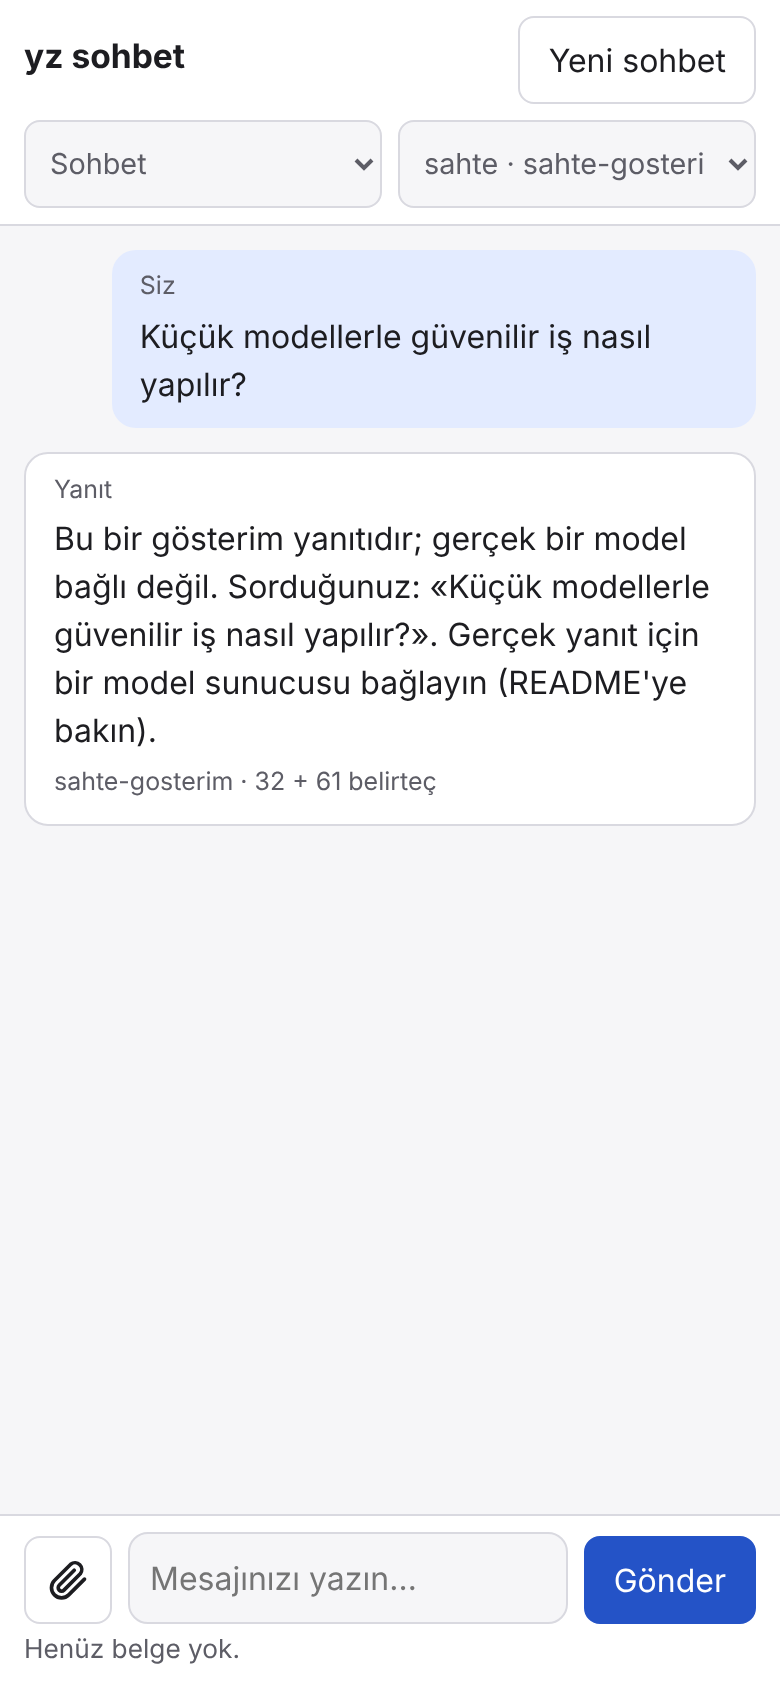 yz sohbet
Yeni sohbet
Sohbet
sahte · sahte-gosteri
Siz
Küçük modellerle güvenilir iş nasıl
yapılır?
Yanıt
Bu bir gösterim yanıtıdır; gerçek bir model
bağlı değil. Sorduğunuz: «Küçük modellerle
güvenilir iş nasıl yapılır?». Gerçek yanıt için
bir model sunucusu bağlayın (README'ye
bakın).
sahte-gosterim · 32 + 61 belirteç
Mesajınızı yazın...
Gönder
Henüz belge yok.